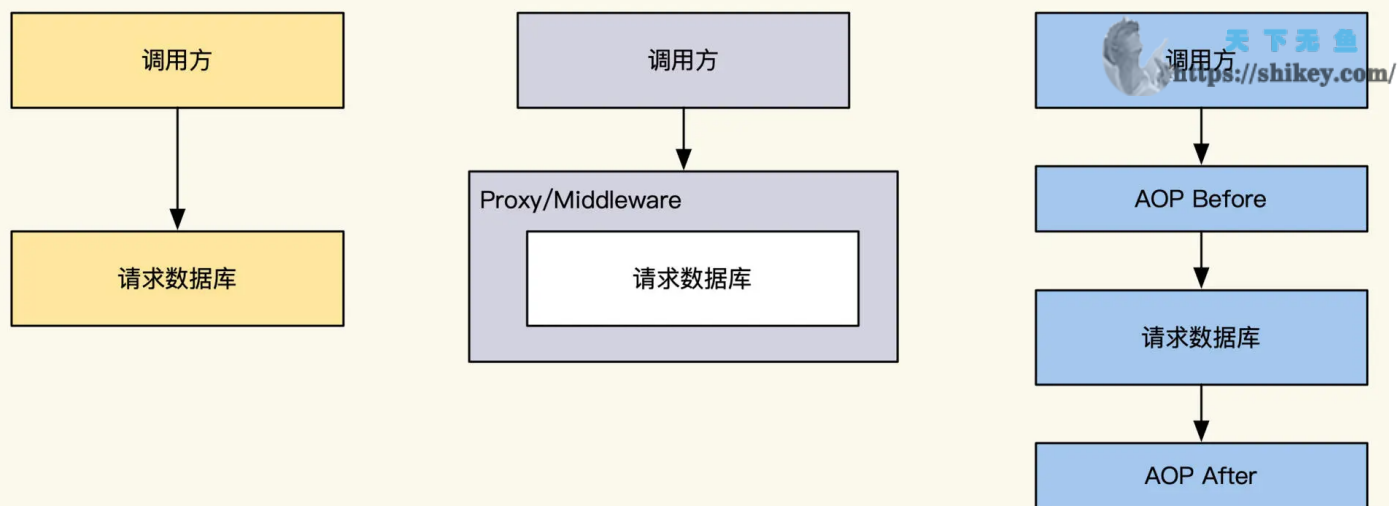 调用方
请求数据库
调用方
Proxy/Middleware
请求数据库
天下无鱼
调用方
https://shikey.com/
AOP Before
请求数据库
AOP After